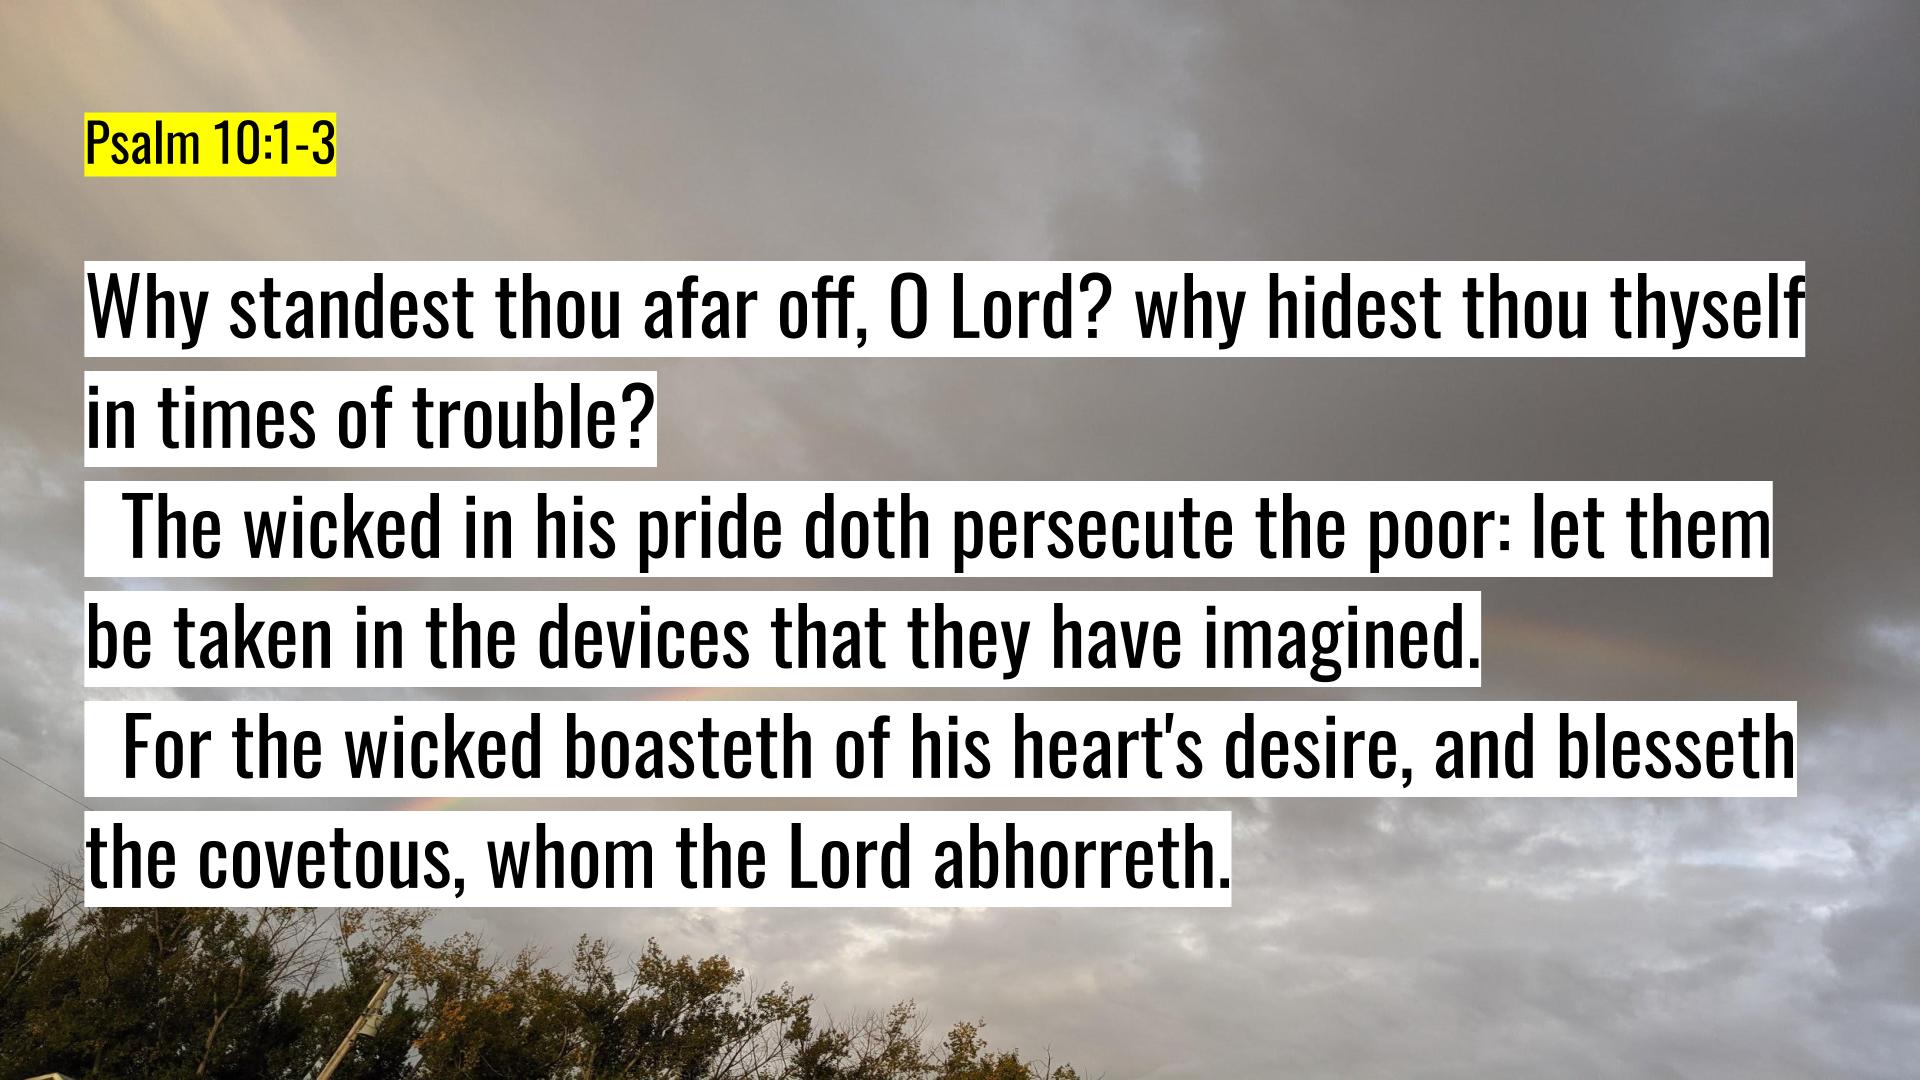 Psalm 10:1-3
Why standest thou afar off, O Lord? why hidest thou thyself
in times of trouble?
The wicked in his pride doth persecute the poor: let them
be taken in the devices that they have imagined.
For the wicked boasteth of his heart's desire, and blesseth
the covetous, whom the Lord abhorreth.